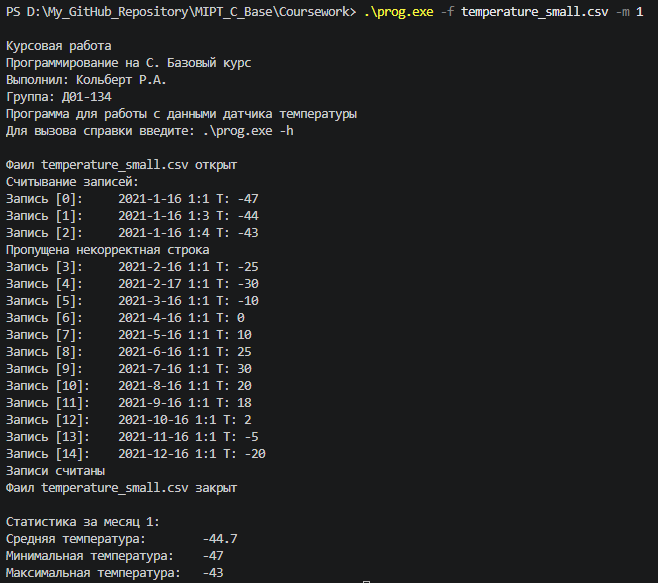 PS D:\My_GitHub_Repository\MIPT_C_Base\Coursework> .\prog.exe -f temperature_small.csv -m 1
Курсовая работа
Программирование на C. Базовый курс
Выполнил: Кольберт Р.А.
Группа: Д01-134
Программа для работы с данными датчика температуры
Для вызова справки введите: .\prog.exe -h
Фаил temperature_small.csv открыт
Считывание записей:
Запись [0]: 2021-1-16 1:1 T: -47
Запись [1]: 2021-1-16 1:3 T: -44
Запись [2]: 2021-1-16 1:4 T: -43
Пропущена некорректная строка
Запись [3]: 2021-2-16 1:1 T: -25
Запись [4]: 2021-2-17 1:1 T: -30
Запись [5]: 2021-3-16 1:1 T: -10
Запись [6]: 2021-4-16 1:1 T: 0
Запись [7]: 2021-5-16 1:1 T: 10
Запись [8]: 2021-6-16 1:1 T: 25
Запись [9]: 2021-7-16 1:1 T: 30
Запись [10]: 2021-8-16 1:1 T: 20
Запись [11]: 2021-9-16 1:1 T: 18
Запись [12]: 2021-10-16 1:1 T: 2
Запись [13]: 2021-11-16 1:1 T: -5
Запись [14]: 2021-12-16 1:1 T: -20
Записи считаны
Фаил temperature_small.csv закрыт
Статистика за месяц 1:
Средняя температура: -44.7
Минимальная температура: -47
Максимальная температура: -43